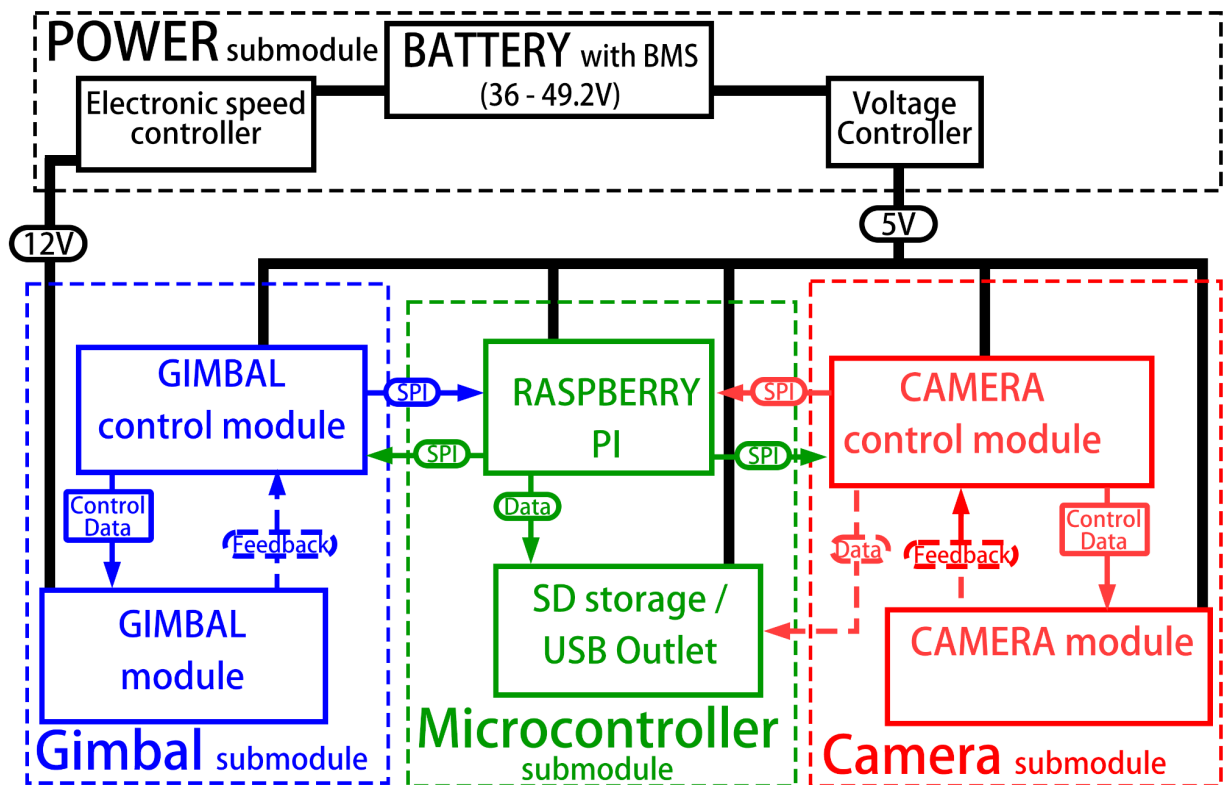 POWER submodule
BATTERY with BMS
(36 - 49.2V)
Electronic speed
controller
Voltage
Controller
12V
5V
GIMBAL
control module
SPI
SPI
Control
Data
Feedback
GIMBAL
module
Gimbal submodule
RASPBERRY
PI
Data
SD storage /
USB Outlet
Microcontroller
submodule
SPI
SPI
CAMERA
control module
Data
Feedback
Control
Data
CAMERA module
Camera submodule